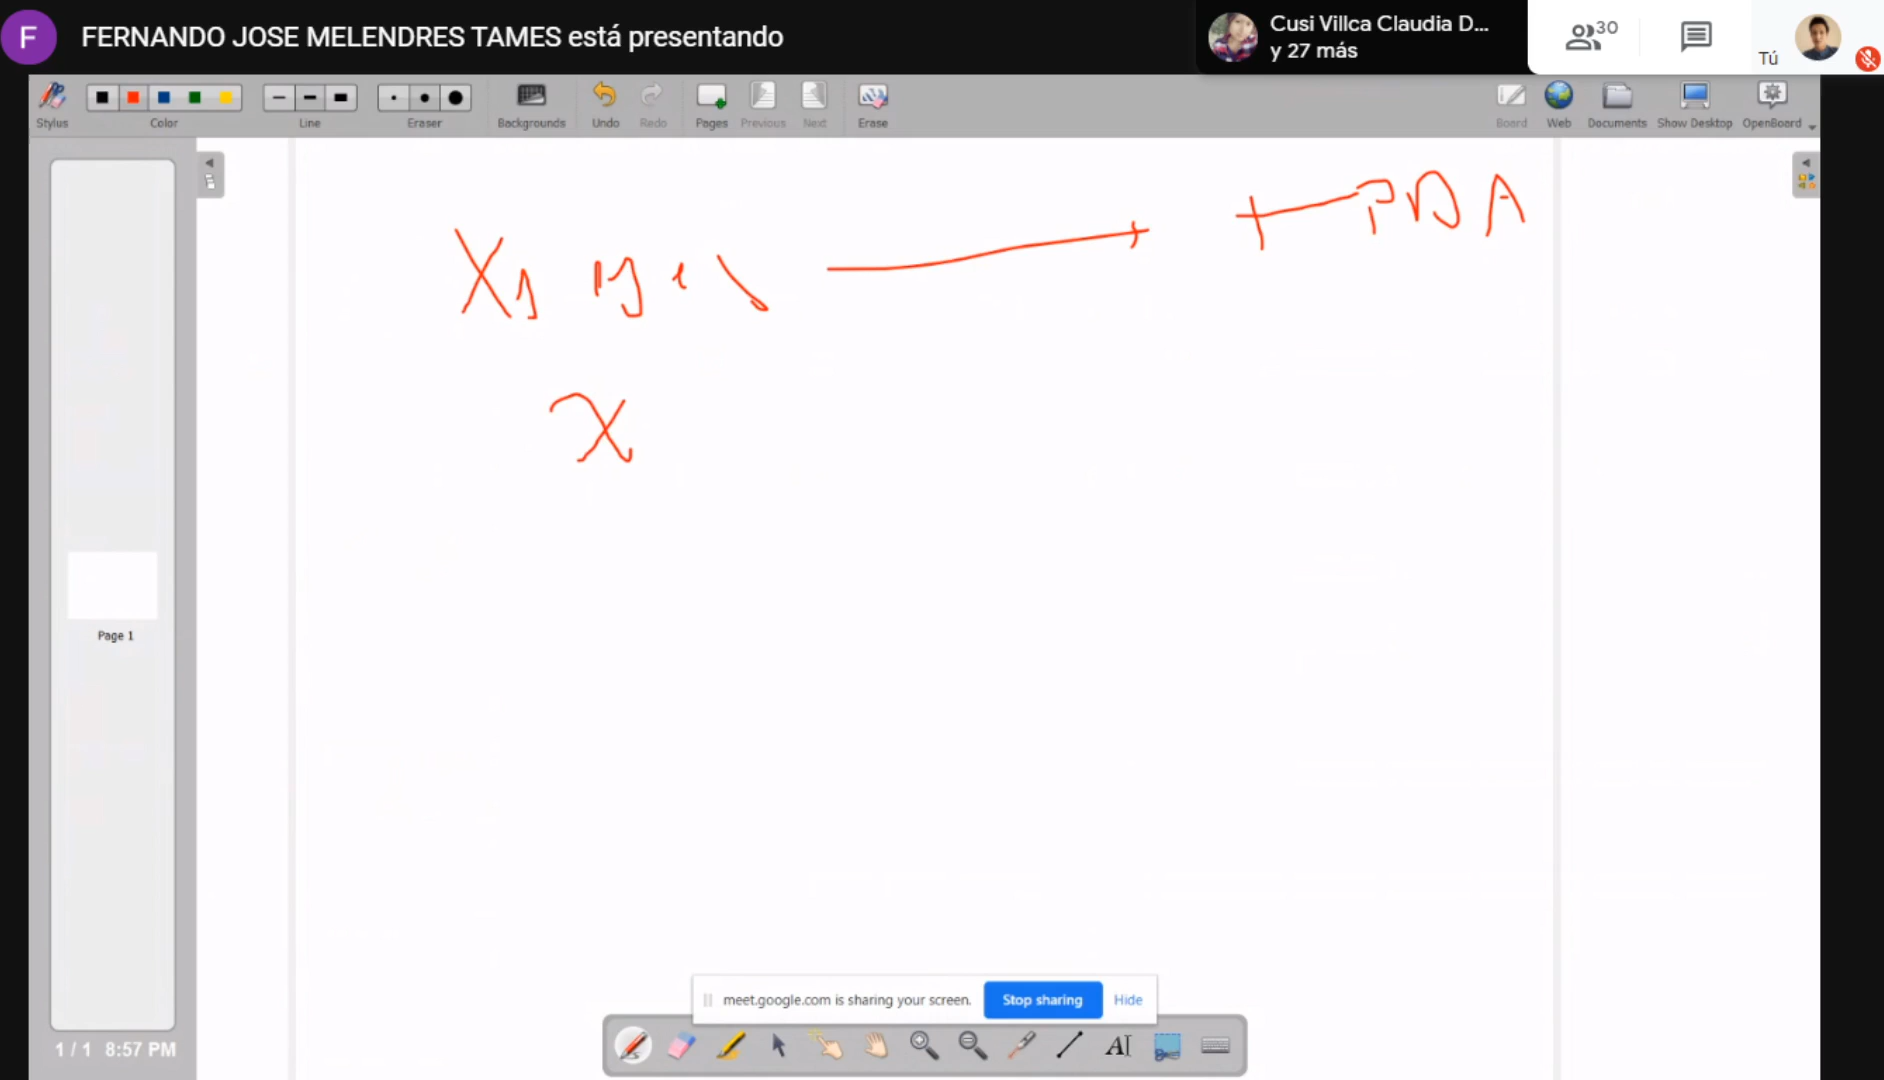 F FERNANDO JOSE MELENDRES TAMES está presentando
Cusi Villca Claudia D...
y 27 más
30
Tú
Stylus Color Line Eraser Backgrounds Undo Redo Pages Previous Next Erase Board Web Documents Show Desktop OpenBoard
PDA
X
Page 1
meet.google.com is sharing your screen. Stop sharing Hide
1 / 1 8:57 PM
AI